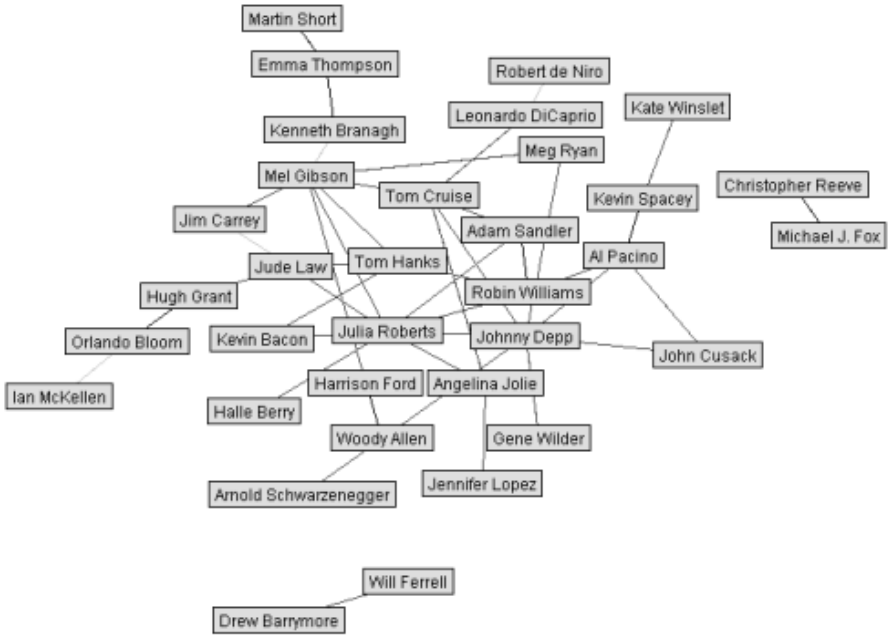 Martin Short
Emma Thompson
Robert de Niro
Leonardo DiCaprio
Kate Winslet
Kenneth Branagh
Meg Ryan
Mel Gibson
Christopher Reeve
Tom Cruise
Kevin Spacey
Jim Carrey
Adam Sandler
Michael J. Fox
Al Pacino
Jude Law
Tom Hanks
Hugh Grant
Robin Williams
Orlando Bloom
Kevin Bacon
Julia Roberts
Johnny Depp
John Cusack
Ian McKellen
Harrison Ford
Angelina Jolie
Halle Berry
Woody Allen
Gene Wilder
Arnold Schwarzenegger
Jennifer Lopez
Will Ferrell
Drew Barrymore